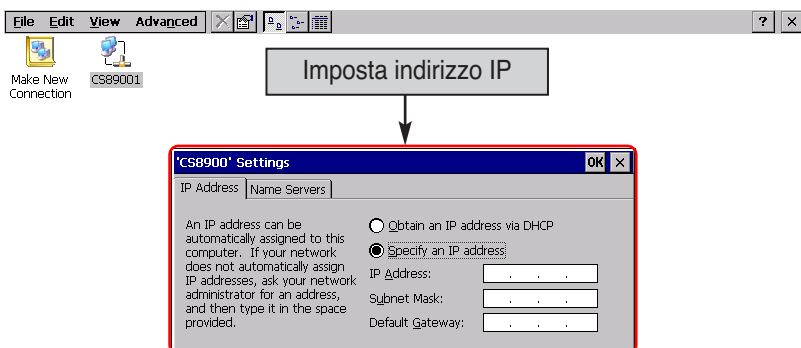 File Edit View Advanced ? ×
Make New
Connection
CS89001
Imposta indirizzo IP
'CS8900' Settings OK ×
IP Address Name Servers
An IP address can be
automatically assigned to this
computer. If your network
does not automatically assign
IP addresses, ask your network
administrator for an address,
and then type it in the space
provided.
Obtain an IP address via DHCP
Specify an IP address
IP Address: . . .
Subnet Mask: . . .
Default Gateway: . . .